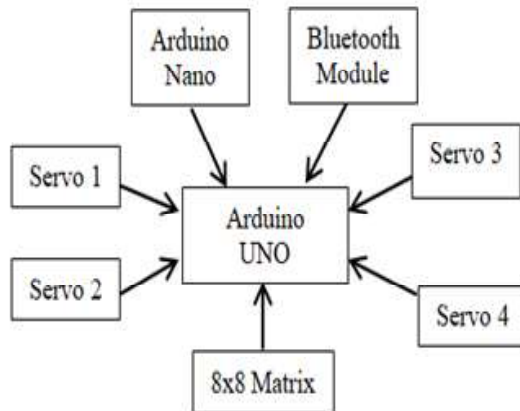 Arduino
Nano
Bluetooth
Module
Servo 1
Servo 3
Arduino
UNO
Servo 2
Servo 4
8x8 Matrix